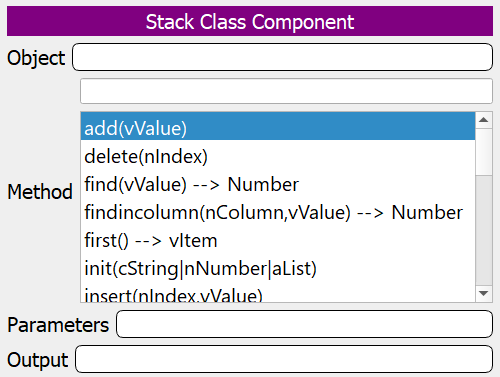 Stack Class Component
Object
Method
add(vValue)
delete(nIndex)
find(vValue) --> Number
findincolumn(nColumn,vValue) --> Number
first() --> vItem
init(cString|nNumber|aList)
insert(nIndex,vValue)
Parameters
Output